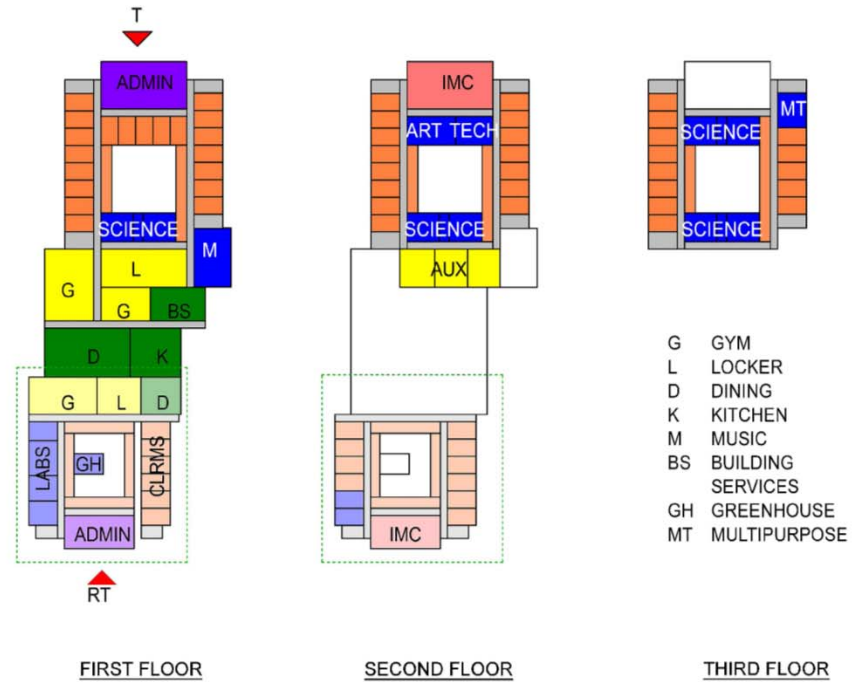 T
ADMIN
SCIENCE
M
G
L
G
BS
D
K
G
L
D
LABS
GH
CLRMS
ADMIN
RT
FIRST FLOOR
IMC
ART TECH
SCIENCE
AUX
IMC
SECOND FLOOR
MT
SCIENCE
SCIENCE
G GYM
L LOCKER
D DINING
K KITCHEN
M MUSIC
BS BUILDING
SERVICES
GH GREENHOUSE
MT MULTIPURPOSE
THIRD FLOOR